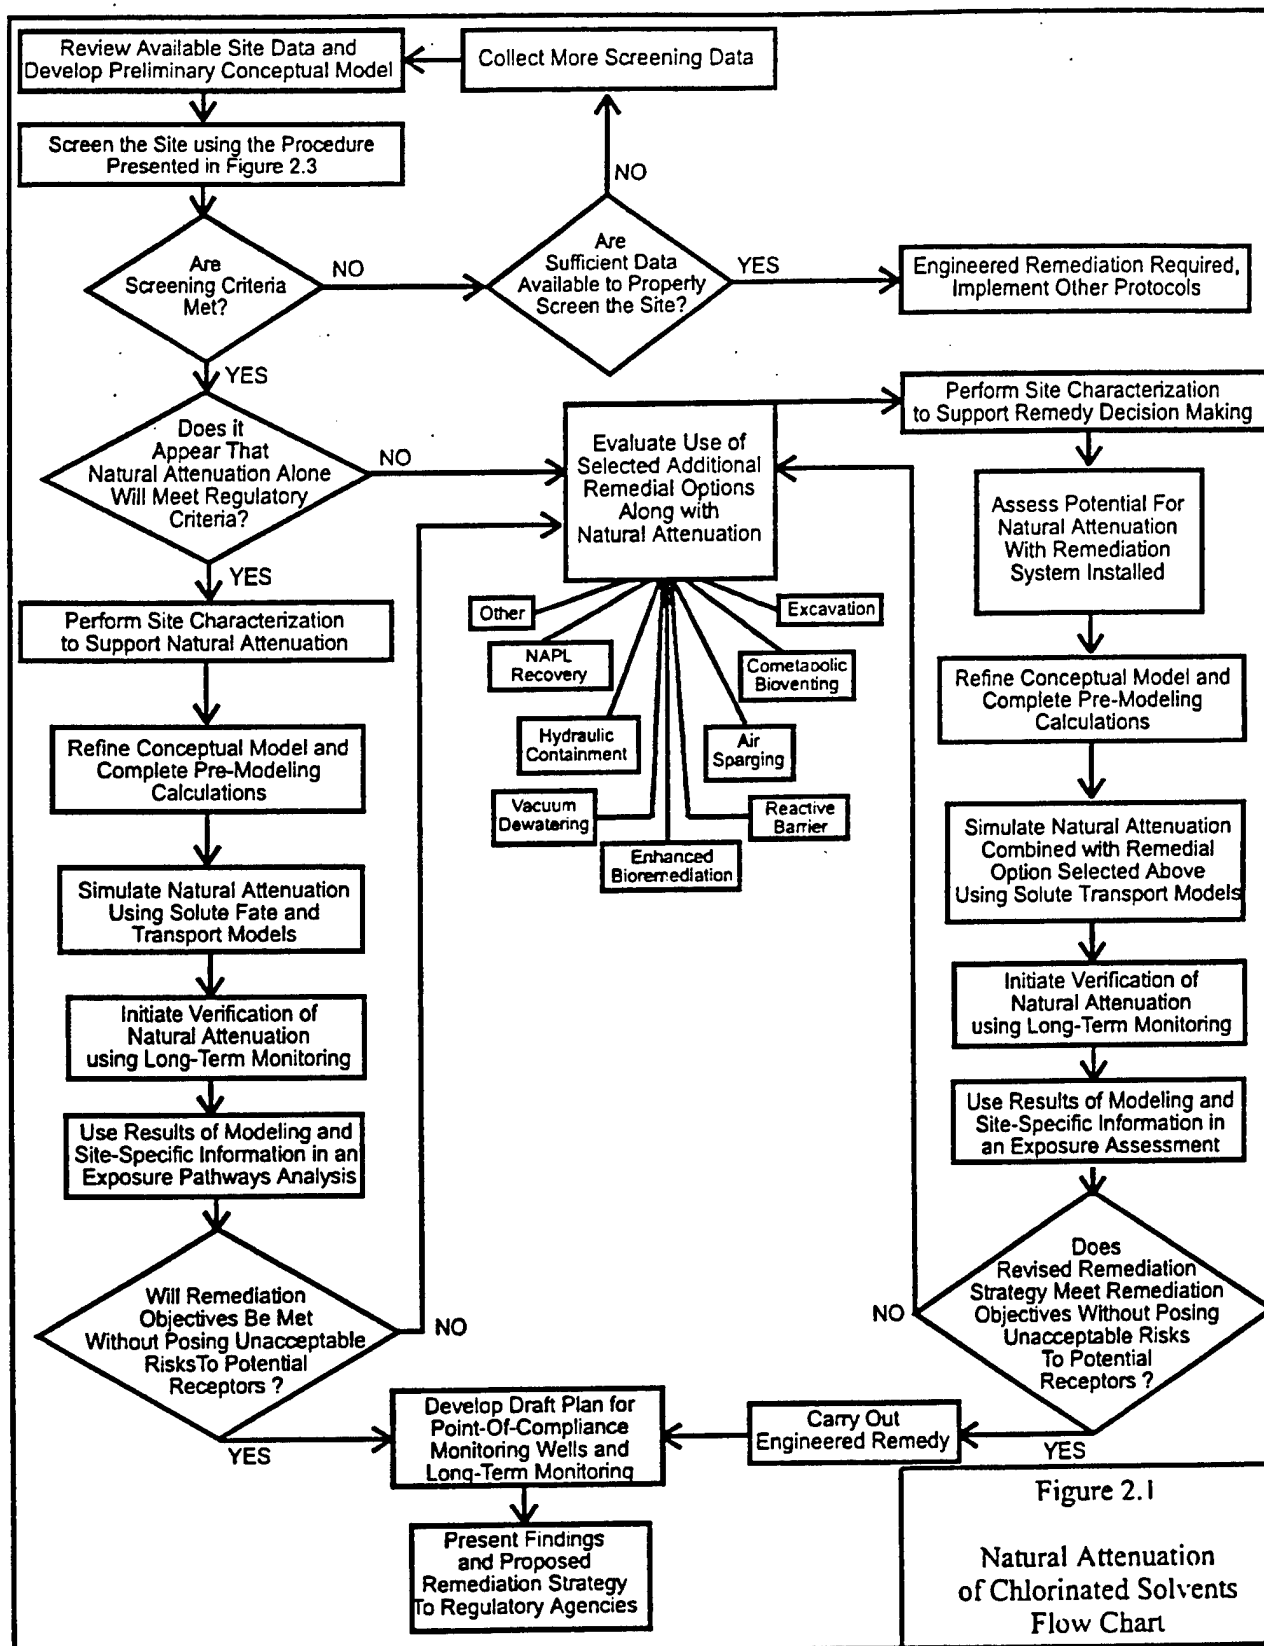 Review Available Site Data and
Develop Preliminary Conceptual Model
Collect More Screening Data
Screen the Site using the Procedure
Presented in Figure 2.3
NO
Are
Screening Criteria
Met?
NO
Are
Sufficient Data
Available to Properly
Screen the Site?
YES
Engineered Remediation Required,
Implement Other Protocols
YES
Does it
Appear That
Natural Attenuation Alone
Will Meet Regulatory
Criteria?
NO
Evaluate Use of
Selected Additional
Remedial Options
Along with
Natural Attenuation
Perform Site Characterization
to Support Remedy Decision Making
Assess Potential For
Natural Attenuation
With Remediation
System Installed
YES
Perform Site Characterization
to Support Natural Attenuation
Other
Excavation
NAPL
Recovery
Cometabolic
Bioventing
Hydraulic
Containment
Air
Sparging
Vacuum
Dewatering
Reactive
Barrier
Enhanced
Bioremediation
Refine Conceptual Model and
Complete Pre-Modeling
Calculations
Refine Conceptual Model and
Complete Pre-Modeling
Calculations
Simulate Natural Attenuation
Using Solute Fate and
Transport Models
Simulate Natural Attenuation
Combined with Remedial
Option Selected Above
Using Solute Transport Models
Initiate Verification of
Natural Attenuation
using Long-Term Monitoring
Initiate Verification of
Natural Attenuation
using Long-Term Monitoring
Use Results of Modeling and
Site-Specific Information in an
Exposure Pathways Analysis
Use Results of Modeling and
Site-Specific Information in
an Exposure Assessment
Will Remediation
Objectives Be Met
Without Posing Unacceptable
RisksTo Potential
Receptors ?
NO
NO
Does
Revised Remediation
Strategy Meet Remediation
Objectives Without Posing
Unacceptable Risks
To Potential
Receptors ?
YES
Develop Draft Plan for
Point-Of-Compliance
Monitoring Wells and
Long-Term Monitoring
Carry Out
Engineered Remedy
YES
Present Findings
and Proposed
Remediation Strategy
To Regulatory Agencies
Figure 2.1
Natural Attenuation
of Chlorinated Solvents
Flow Chart